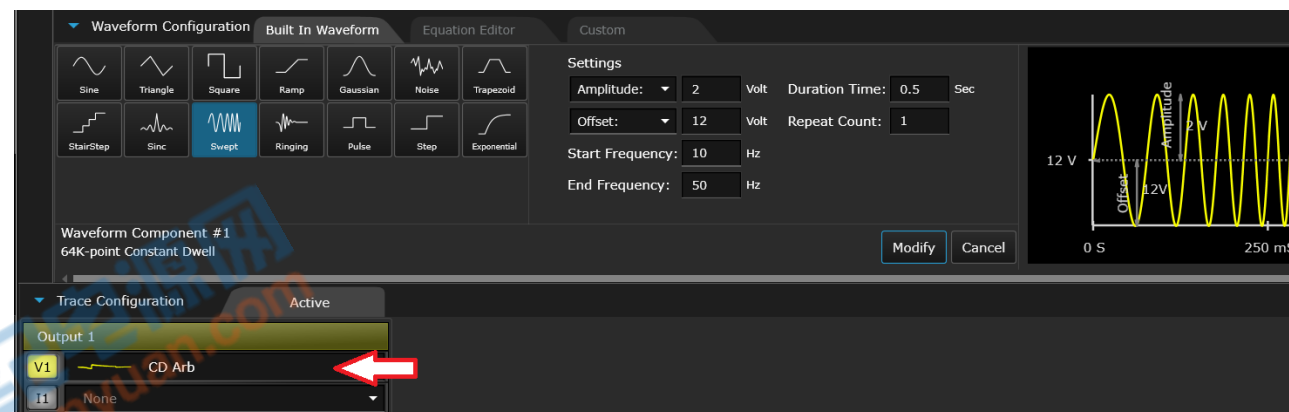 Waveform Configuration Built In Waveform Equation Editor Custom
Sine Triangle Square Ramp Gaussian Noise Trapezoid
StairStep Sinc Swept Ringing Pulse Step Exponential
Settings
Amplitude: 2 Volt Duration Time: 0.5 Sec
Offset: 12 Volt Repeat Count: 1
Start Frequency: 10 Hz
End Frequency: 50 Hz
Waveform Component #1
64K-point Constant Dwell
Modify Cancel
Amplitude
2 V
12 V
Offset
12V
0 S 250 mS
Trace Configuration Active
Output 1
V1 CD Arb
I1 None